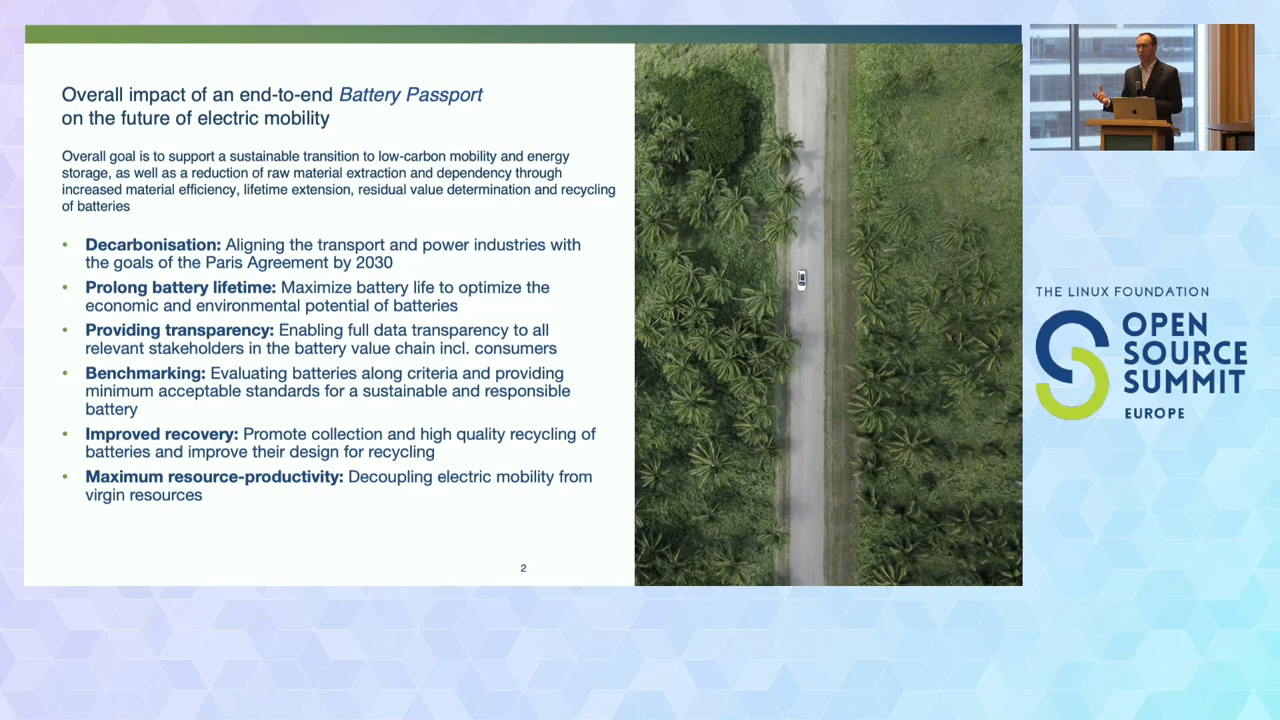 Overall impact of an end-to-end Battery Passport
on the future of electric mobility
Overall goal is to support a sustainable transition to low-carbon mobility and energy
storage, as well as a reduction of raw material extraction and dependency through
increased material efficiency, lifetime extension, residual value determination and recycling
of batteries
• Decarbonisation: Aligning the transport and power industries with
the goals of the Paris Agreement by 2030
• Prolong battery lifetime: Maximize battery life to optimize the
economic and environmental potential of batteries
• Providing transparency: Enabling full data transparency to all
relevant stakeholders in the battery value chain incl. consumers
• Benchmarking: Evaluating batteries along criteria and providing
minimum acceptable standards for a sustainable and responsible
battery
• Improved recovery: Promote collection and high quality recycling of
batteries and improve their design for recycling
• Maximum resource-productivity: Decoupling electric mobility from
virgin resources
2
THE LINUX FOUNDATION
OPEN
SOURCE
SUMMIT
EUROPE